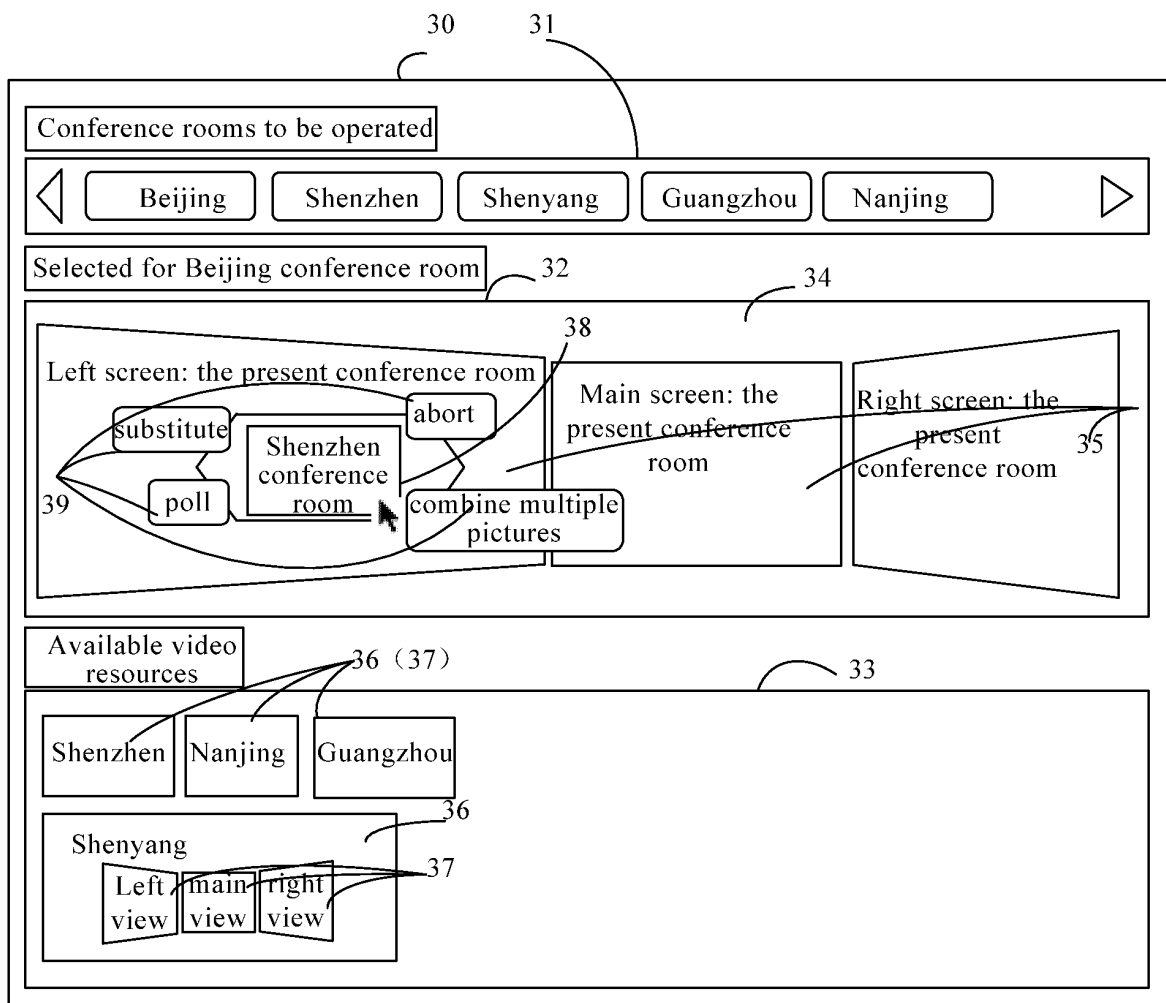 30
31
Conference rooms to be operated
Beijing
Shenzhen
Shenyang
Guangzhou
Nanjing
Selected for Beijing conference room
32
34
38
Left screen: the present conference room
substitute
abort
Shenzhen
conference
room
poll
combine multiple
pictures
39
Main screen: the
present conference
room
Right screen: the
present
conference room
35
Available video
resources
36（37）
33
Shenzhen
Nanjing
Guangzhou
36
Shenyang
Left
view
main
view
right
view
37